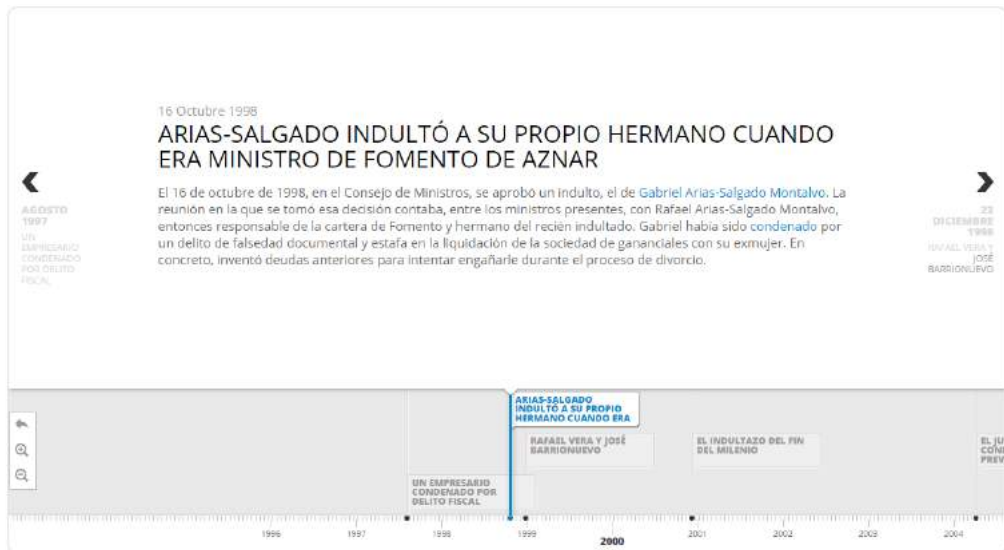 16 Octubre 1998
ARIAS-SALGADO INDULTÓ A SU PROPIO HERMANO CUANDO
ERA MINISTRO DE FOMENTO DE AZNAR
El 16 de octubre de 1998, en el Consejo de Ministros, se aprobó un indulto, el de Gabriel Arias-Salgado Montalvo. La
reunión en la que se tomó esa decisión contaba, entre los ministros presentes, con Rafael Arias-Salgado Montalvo,
entonces responsable de la cartera de Fomento y hermano del recién indultado. Gabriel había sido condenado por
un delito de falsedad documental y estafa en la liquidación de la sociedad de gananciales con su exmujer. En
concreto, inventó deudas anteriores para intentar engañarle durante el proceso de divorcio.
AGOSTO
1997
UN
EMPRESARIO
CONDENADO
POR DELITO
FISCAL
23
DICIEMBRE
1998
RAFAEL VERA Y
JOSÉ
BARRIONUEVO
ARIAS-SALGADO
INDULTÓ A SU PROPIO
HERMANO CUANDO ERA
RAFAEL VERA Y JOSÉ
BARRIONUEVO
EL INDULTAZO DEL FIN
DEL MILENIO
EL JU
COND
PREV
UN EMPRESARIO
CONDENADO POR
DELITO FISCAL
1996 1997 1998 1999 2000 2001 2002 2003 2004